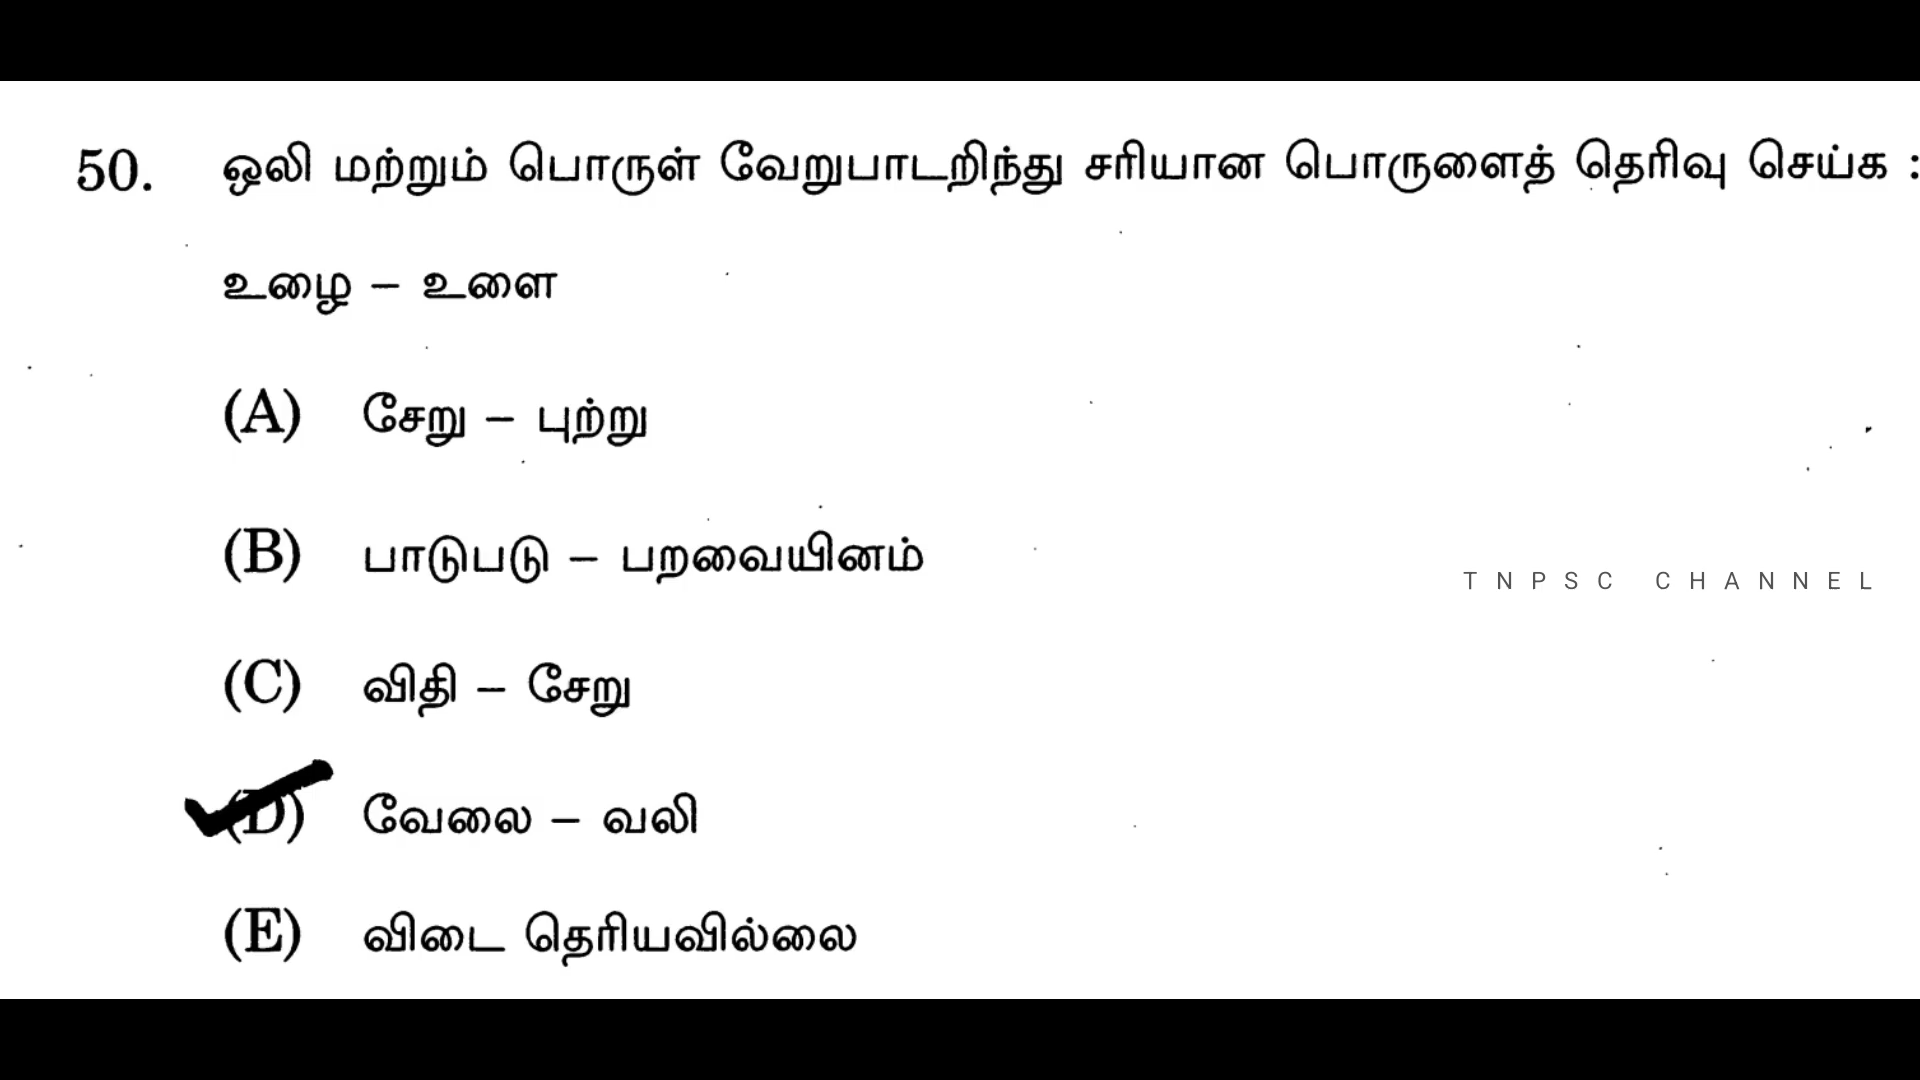 50. ஒலி மற்றும் பொருள் வேறுபாடறிந்து சரியான பொருளைத் தெரிவு செய்க :
உழை – உளை
(A) சேறு – புற்று
(B) பாடுபடு – பறவையினம்
TNPSC CHANNEL
(C) விதி – சேறு
(D) வேலை – வலி
(E) விடை தெரியவில்லை